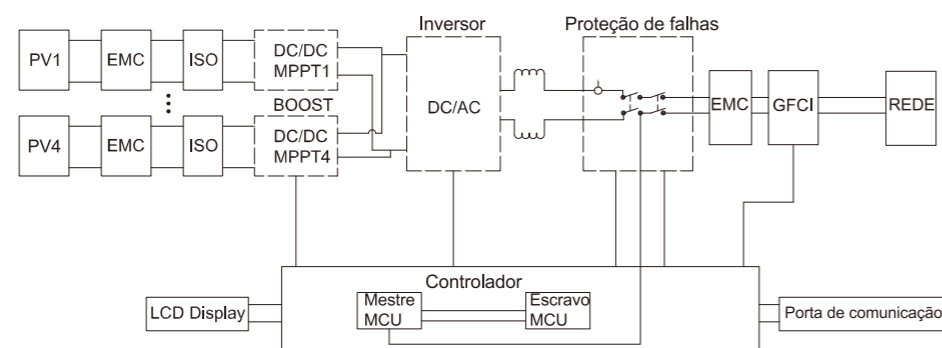 Inversor
Proteção de falhas
PV1
EMC
ISO
DC/DC
MPPT1
BOOST
DC/AC
EMC
GFCI
REDE
PV4
EMC
ISO
DC/DC
MPPT4
Controlador
LCD Display
Mestre
MCU
Escravo
MCU
Porta de comunicação